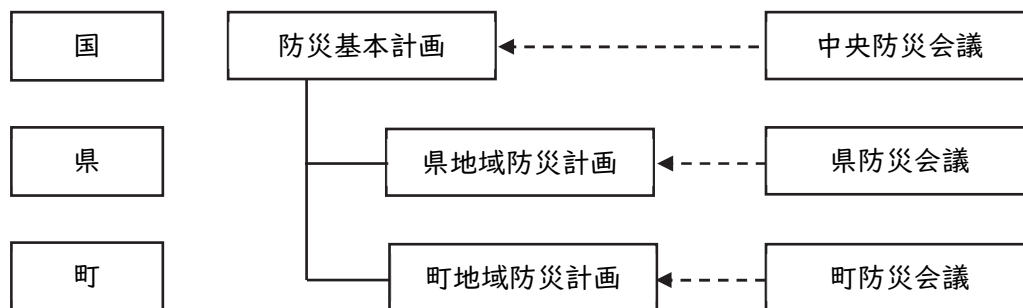 国
防災基本計画
中央防災会議
県
県地域防災計画
県防災会議
町
町地域防災計画
町防災会議